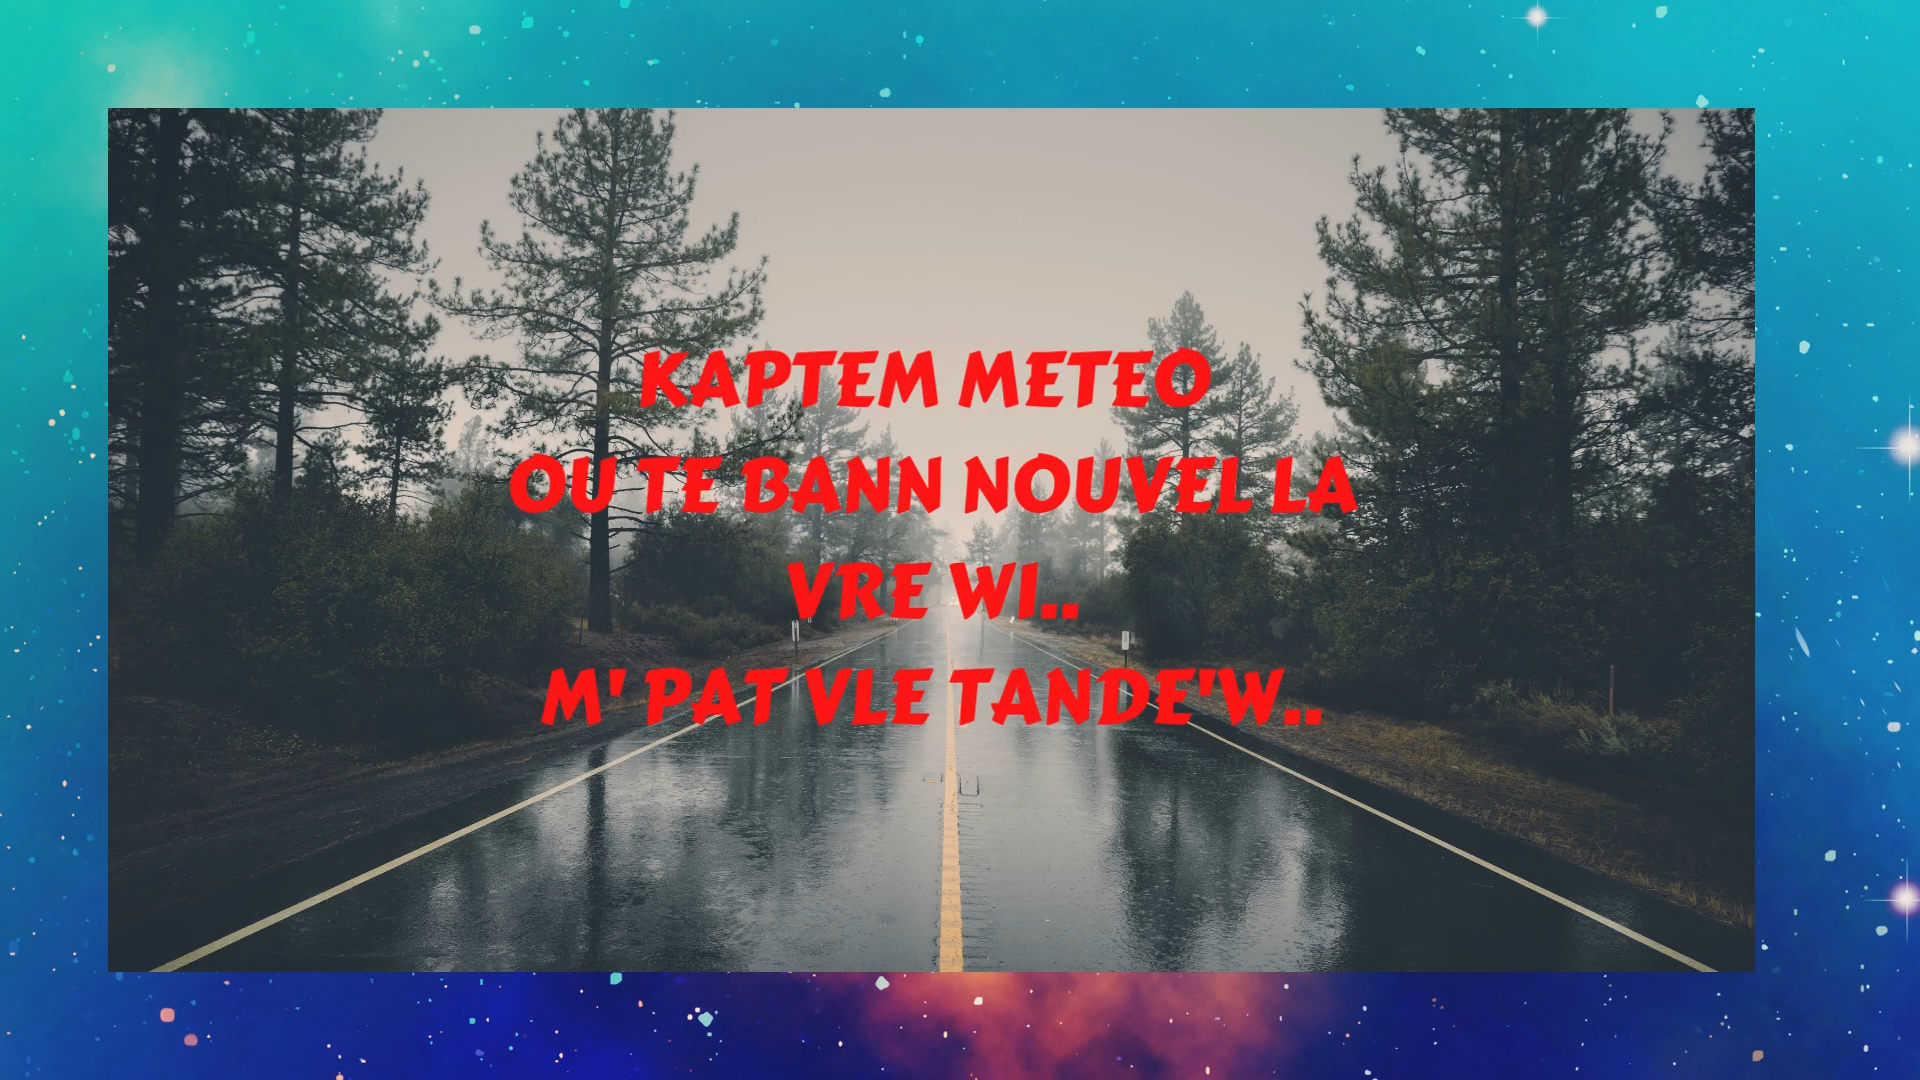 KAPTEM METEO
OU TE BANN NOUVEL LA
VRE WI..
M' PAT VLE TANDE'W..